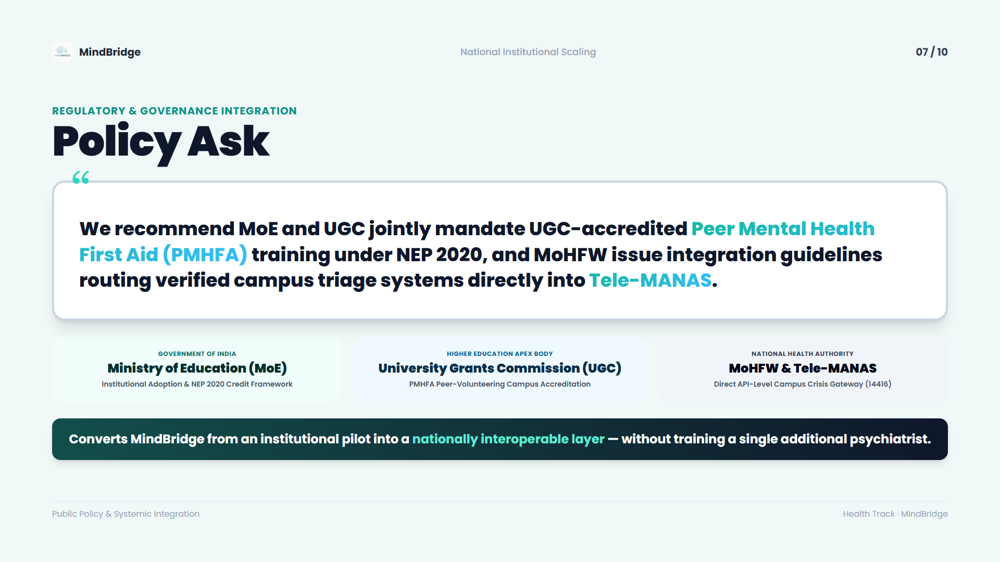 MindBridge
National Institutional Scaling
07 / 10
REGULATORY & GOVERNANCE INTEGRATION
Policy Ask
“
We recommend MoE and UGC jointly mandate UGC-accredited Peer Mental Health
First Aid (PMHFA) training under NEP 2020, and MoHFW issue integration guidelines
routing verified campus triage systems directly into Tele-MANAS.
GOVERNMENT OF INDIA
Ministry of Education (MoE)
Institutional Adoption & NEP 2020 Credit Framework
HIGHER EDUCATION APEX BODY
University Grants Commission (UGC)
PMHFA Peer-Volunteering Campus Accreditation
NATIONAL HEALTH AUTHORITY
MoHFW & Tele-MANAS
Direct API-Level Campus Crisis Gateway (14416)
Converts MindBridge from an institutional pilot into a nationally interoperable layer — without training a single additional psychiatrist.
Public Policy & Systemic Integration
Health Track · MindBridge